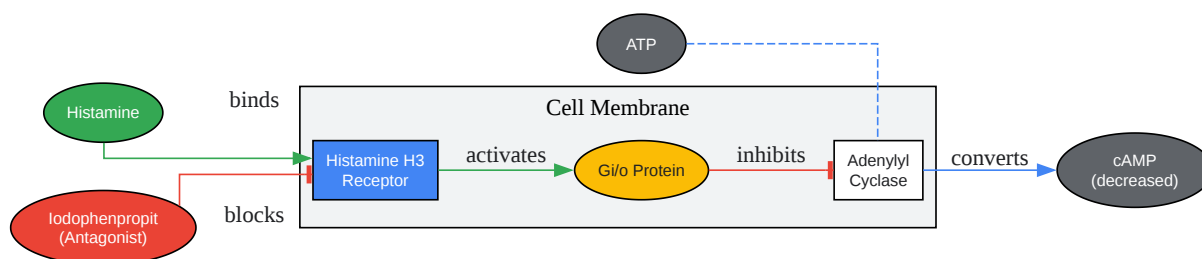 ATP
Histamine
binds
Cell Membrane
Histamine H3
Receptor
activates
Gi/o Protein
inhibits
Adenylyl
Cyclase
converts
cAMP
(decreased)
Iodophenpropit
(Antagonist)
blocks